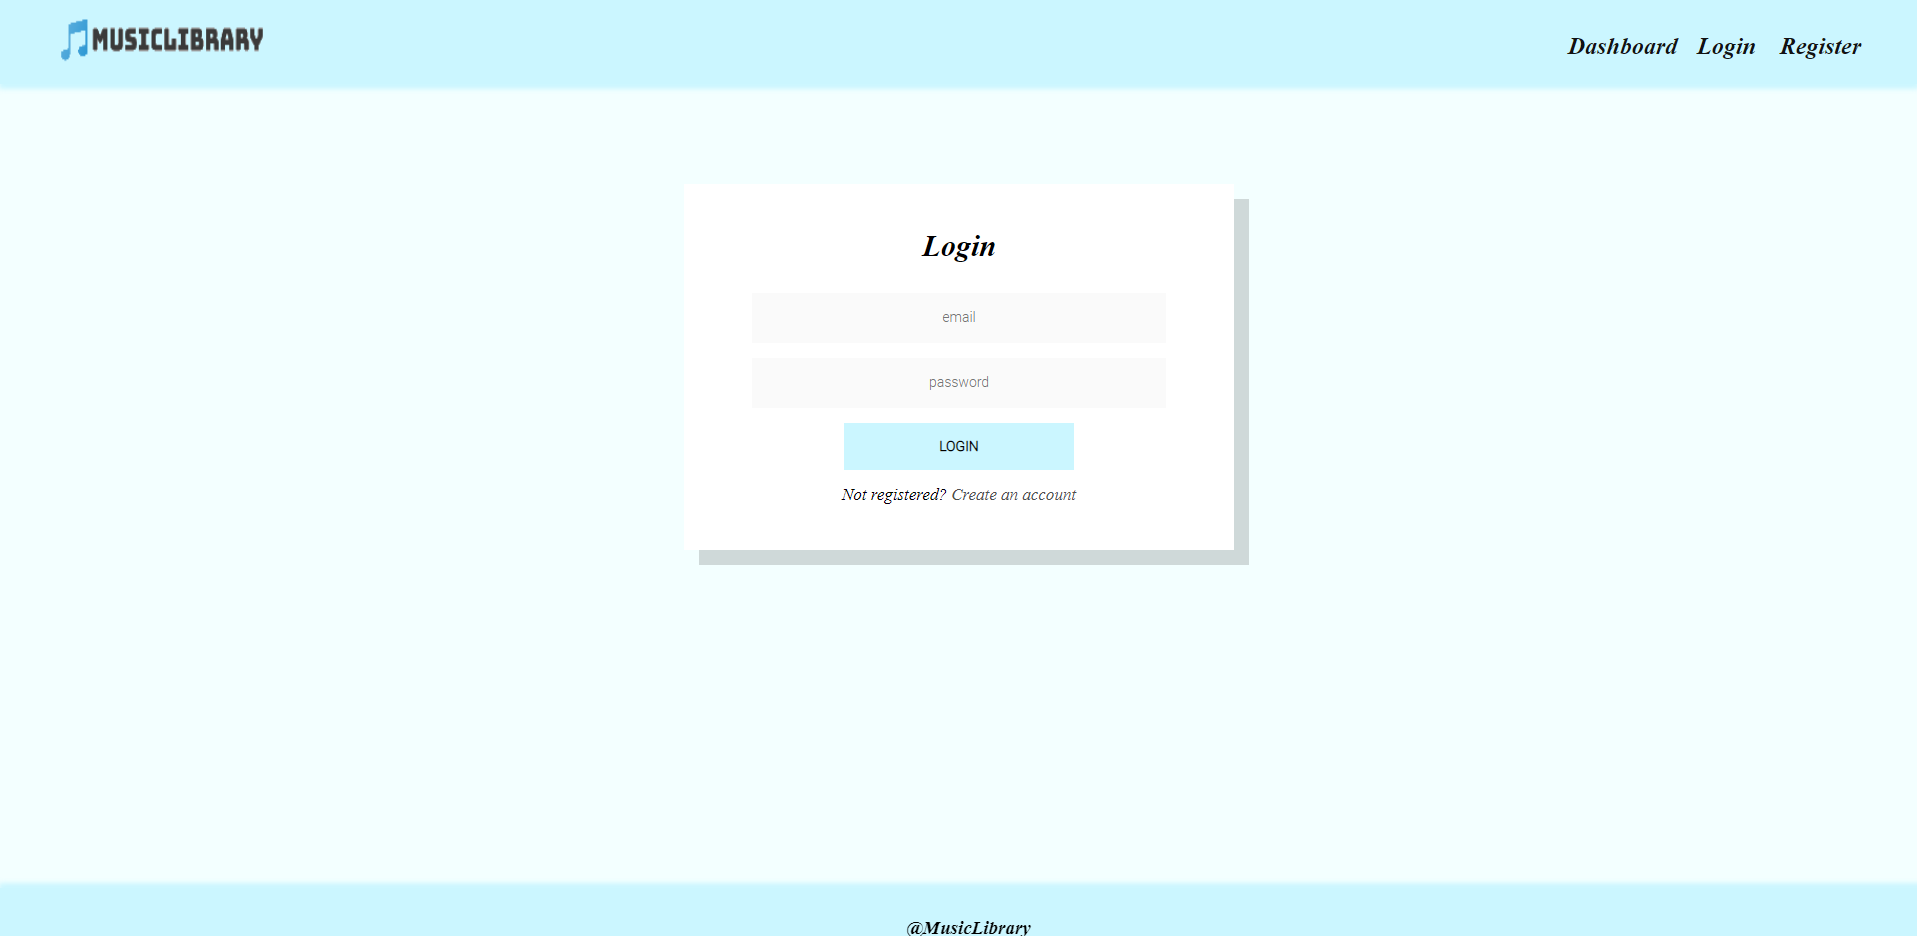 MUSICLIBRARY
Dashboard Login Register
Login
email
password
LOGIN
Not registered? Create an account
@MusicLibrary